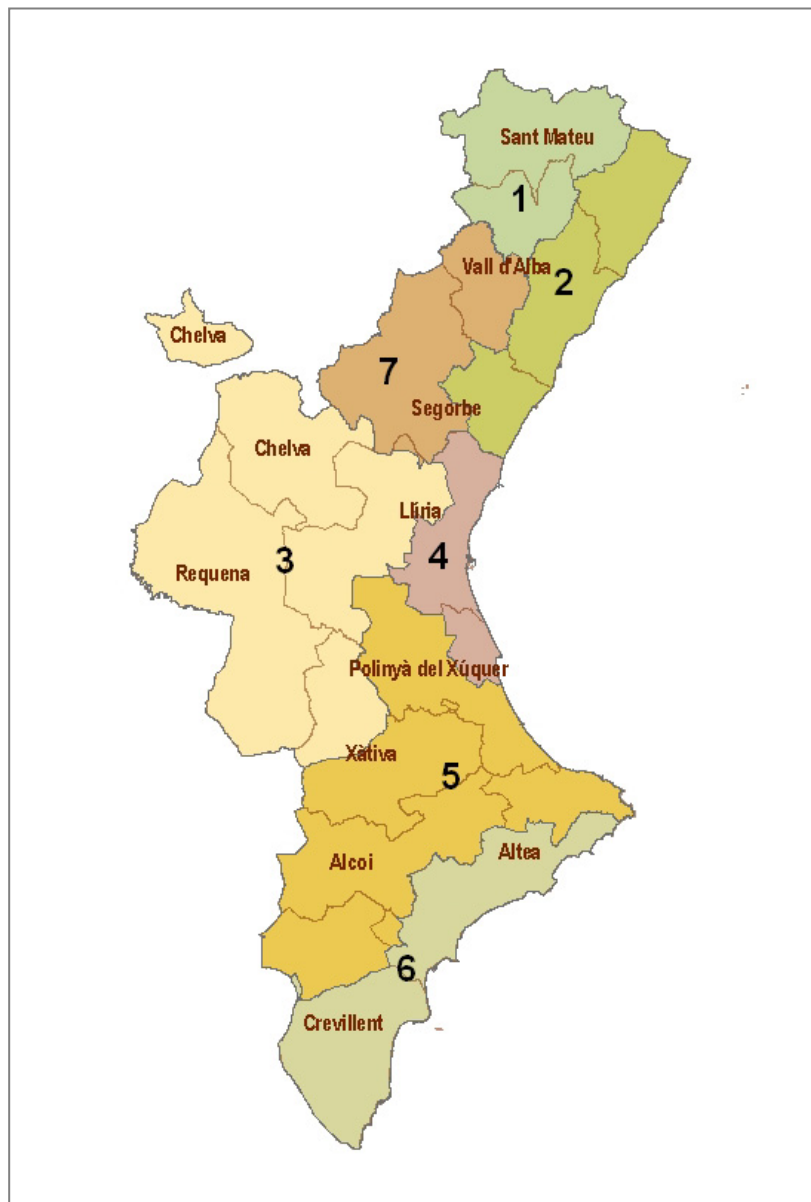 Sant Mateu
1
Vall d'Alba
2
Chelva
7
Segorbe
Chelva
Llíria
3
4
Requena
Polinyà del Xúquer
Xàtiva
5
Altea
Alcoi
6
Crevillent